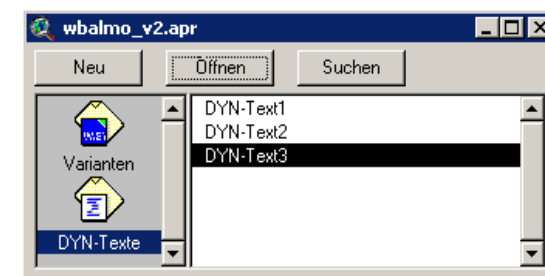 wbalmo_v2.apr
Neu Öffnen Suchen
DYN-Text1
DYN-Text2
DYN-Text3
Varianten
DYN-Texte